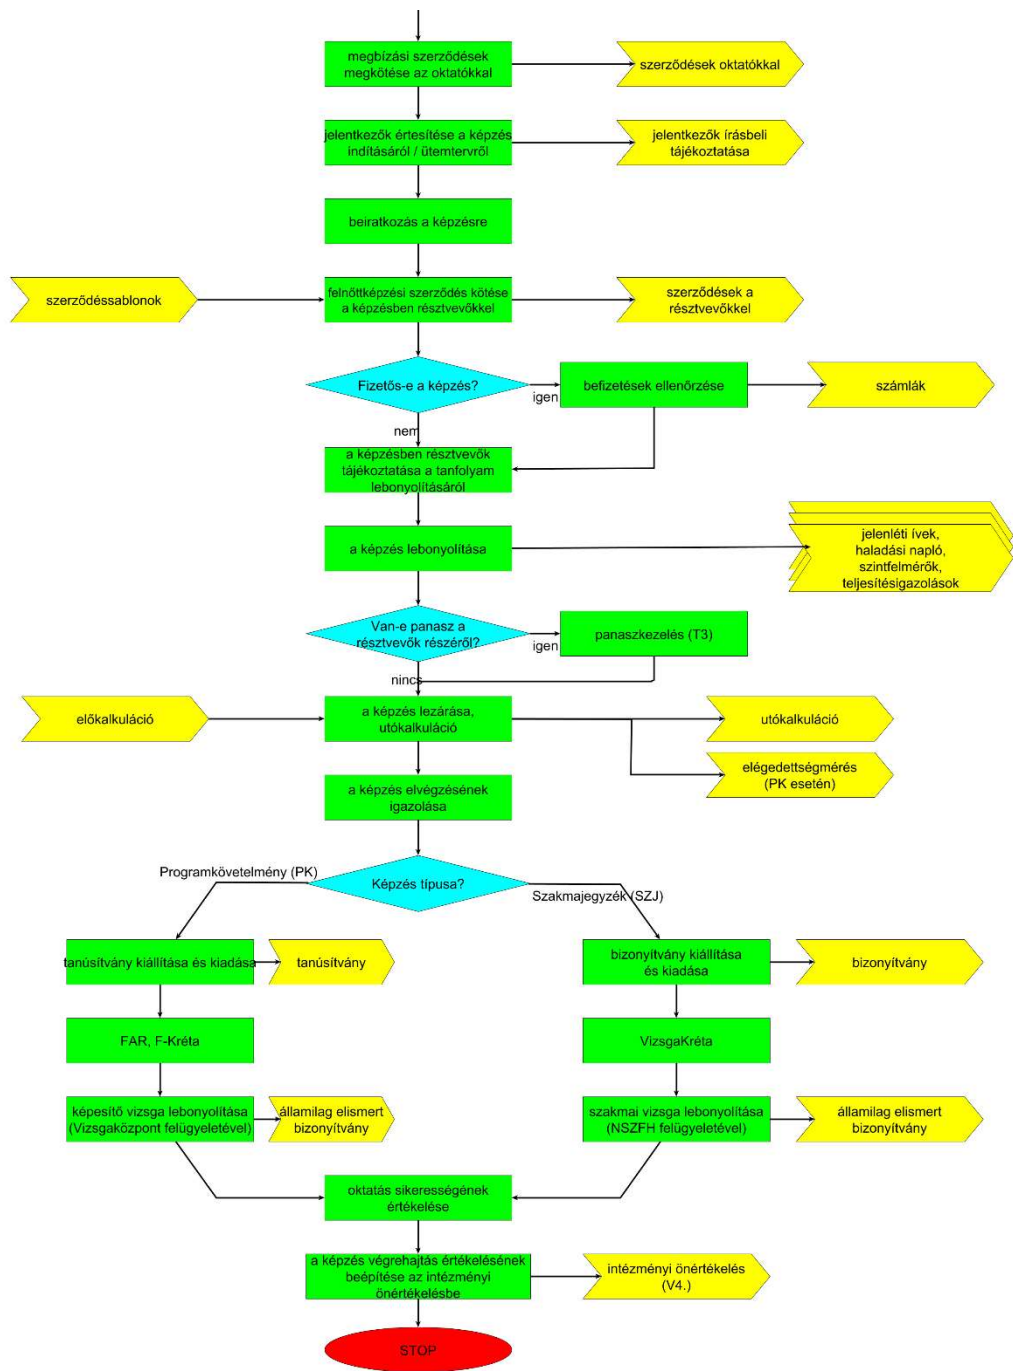 megbízási szerződések
megkötése az oktatókkal
szerződések oktatókkal
jelentkezők értesítése a képzés
indításáról / ütemtervről
jelentkezők írásbeli
tájékoztatása
beiratkozás a képzésre
szerződéssablonok
felnőttképzési szerződés kötése
a képzésben résztvevőkkel
szerződések a
résztvevőkkel
Fizetős-e a képzés?
igen
befizetések ellenőrzése
számlák
nem
a képzésben résztvevők
tájékoztatása a tanfolyam
lebonyolításáról
a képzés lebonyolítása
jelenléti ívek,
haladási napló,
szintfelmérők,
teljesítésigazolások
Van-e panasz a
résztvevők részéről?
igen
panaszkezelés (T3)
nincs
előkalkuláció
a képzés lezárása,
utókalkuláció
utókalkuláció
elégedettségmérés
(PK esetén)
a képzés elvégzésének
igazolása
Programkövetelmény (PK)
Képzés típusa?
Szakmajegyzék (SZJ)
tanúsítvány kiállítása és kiadása
tanúsítvány
bizonyítvány kiállítása
és kiadása
bizonyítvány
FAR, F-Kréta
VizsgaKréta
képesítő vizsga lebonyolítása
(Vizsgaközpont felügyeletével)
államilag elismert
bizonyítvány
szakmai vizsga lebonyolítása
(NSZFH felügyeletével)
államilag elismert
bizonyítvány
oktatás sikerességének
értékelése
a képzés végrehajtás értékelésének
beépítése az intézményi
önértékelésbe
intézményi önértékelés
(V4.)
STOP